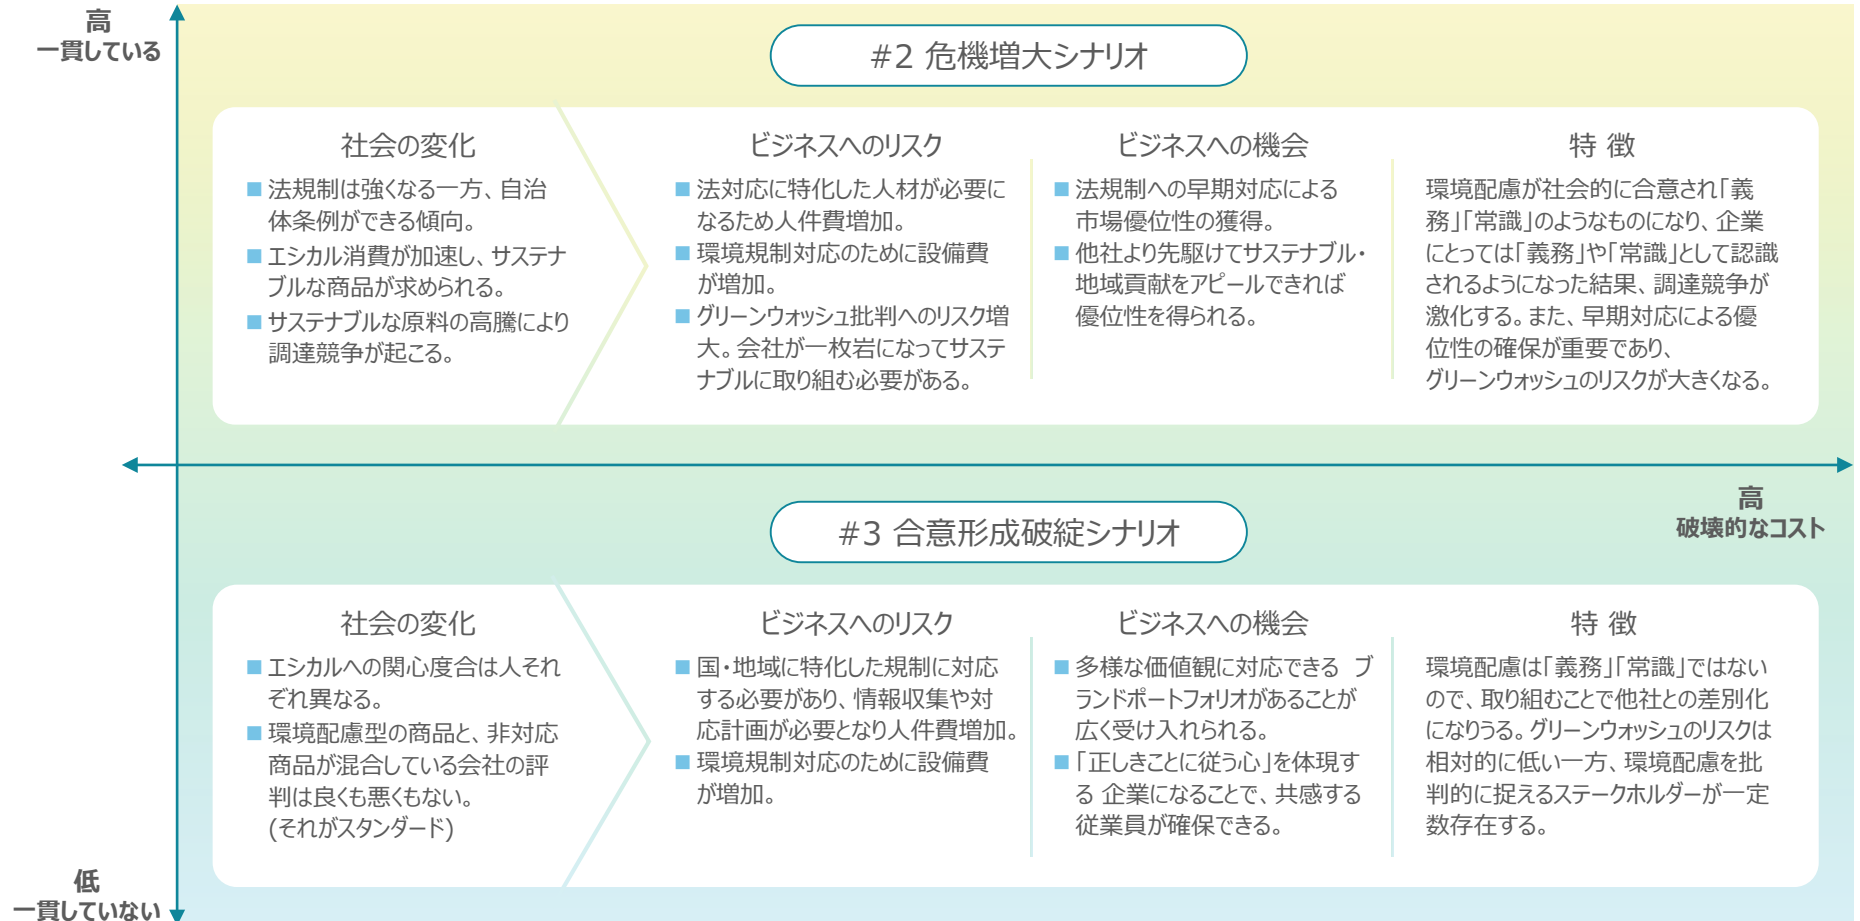 高
一貫している
#2 危機増大シナリオ
社会の変化
■ 法規制は強くなる一方、自治
体条例ができる傾向。
■ エシカル消費が加速し、サステナ
ブルな商品が求められる。
■ サステナブルな原料の高騰により
調達競争が起こる。
ビジネスへのリスク
■ 法対応に特化した人材が必要に
なるため人件費増加。
■ 環境規制対応のために設備費
が増加。
■ グリーンウォッシュ批判へのリスク増
大。会社が一枚岩になってサステ
ナブルに取り組む必要がある。
ビジネスへの機会
■ 法規制への早期対応による
市場優位性の獲得。
■ 他社より先駆けてサステナブル・
地域貢献をアピールできれば
優位性を得られる。
特 徴
環境配慮が社会的に合意され「義
務」「常識」のようなものになり、企業
にとっては「義務」や「常識」として認識
されるようになった結果、調達競争が
激化する。また、早期対応による優
位性の確保が重要であり、
グリーンウォッシュのリスクが大きくなる。
高
破壊的なコスト
#3 合意形成破綻シナリオ
社会の変化
■ エシカルへの関心度合は人それ
ぞれ異なる。
■ 環境配慮型の商品と、非対応
商品が混合している会社の評
判は良くも悪くもない。
(それがスタンダード)
ビジネスへのリスク
■ 国・地域に特化した規制に対応
する必要があり、情報収集や対
応計画が必要となり人件費増加。
■ 環境規制対応のために設備費
が増加。
ビジネスへの機会
■ 多様な価値観に対応できる ブ
ランドポートフォリオがあることが
広く受け入れられる。
■ 「正しきことに従う心」を体現す
る 企業になることで、共感する
従業員が確保できる。
特 徴
環境配慮は「義務」「常識」ではない
ので、取り組むことで他社との差別化
になりうる。グリーンウォッシュのリスクは
相対的に低い一方、環境配慮を批
判的に捉えるステークホルダーが一定
数存在する。
低
一貫していない